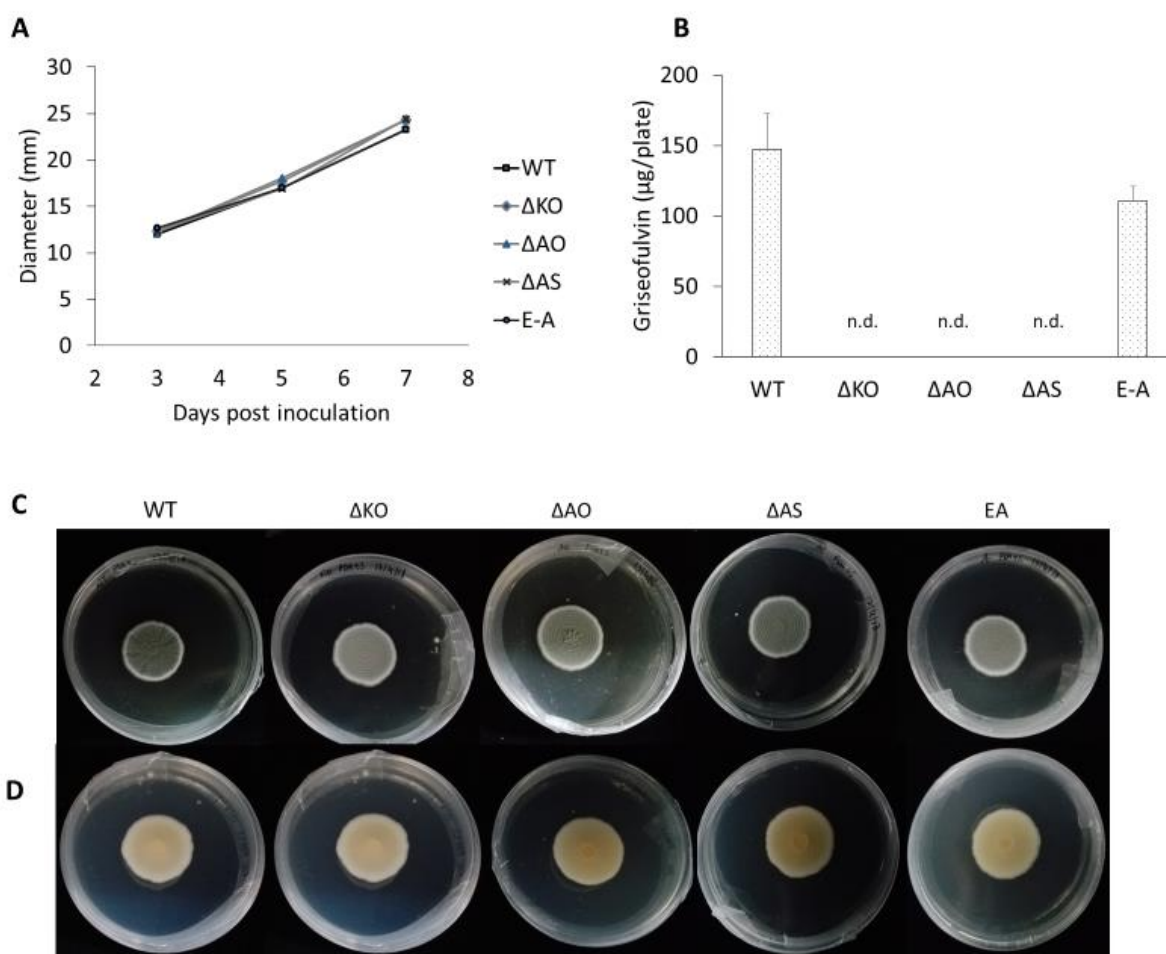 A
Diameter (mm)
30
25
20
15
10
5
0
2 3 4 5 6 7 8
Days post inoculation
WT
ΔKO
ΔAO
ΔAS
E-A
B
Griseofulvin (µg/plate)
200
150
100
50
0
n.d. n.d. n.d.
WT ΔKO ΔAO ΔAS E-A
C
WT ΔKO ΔAO ΔAS EA
D